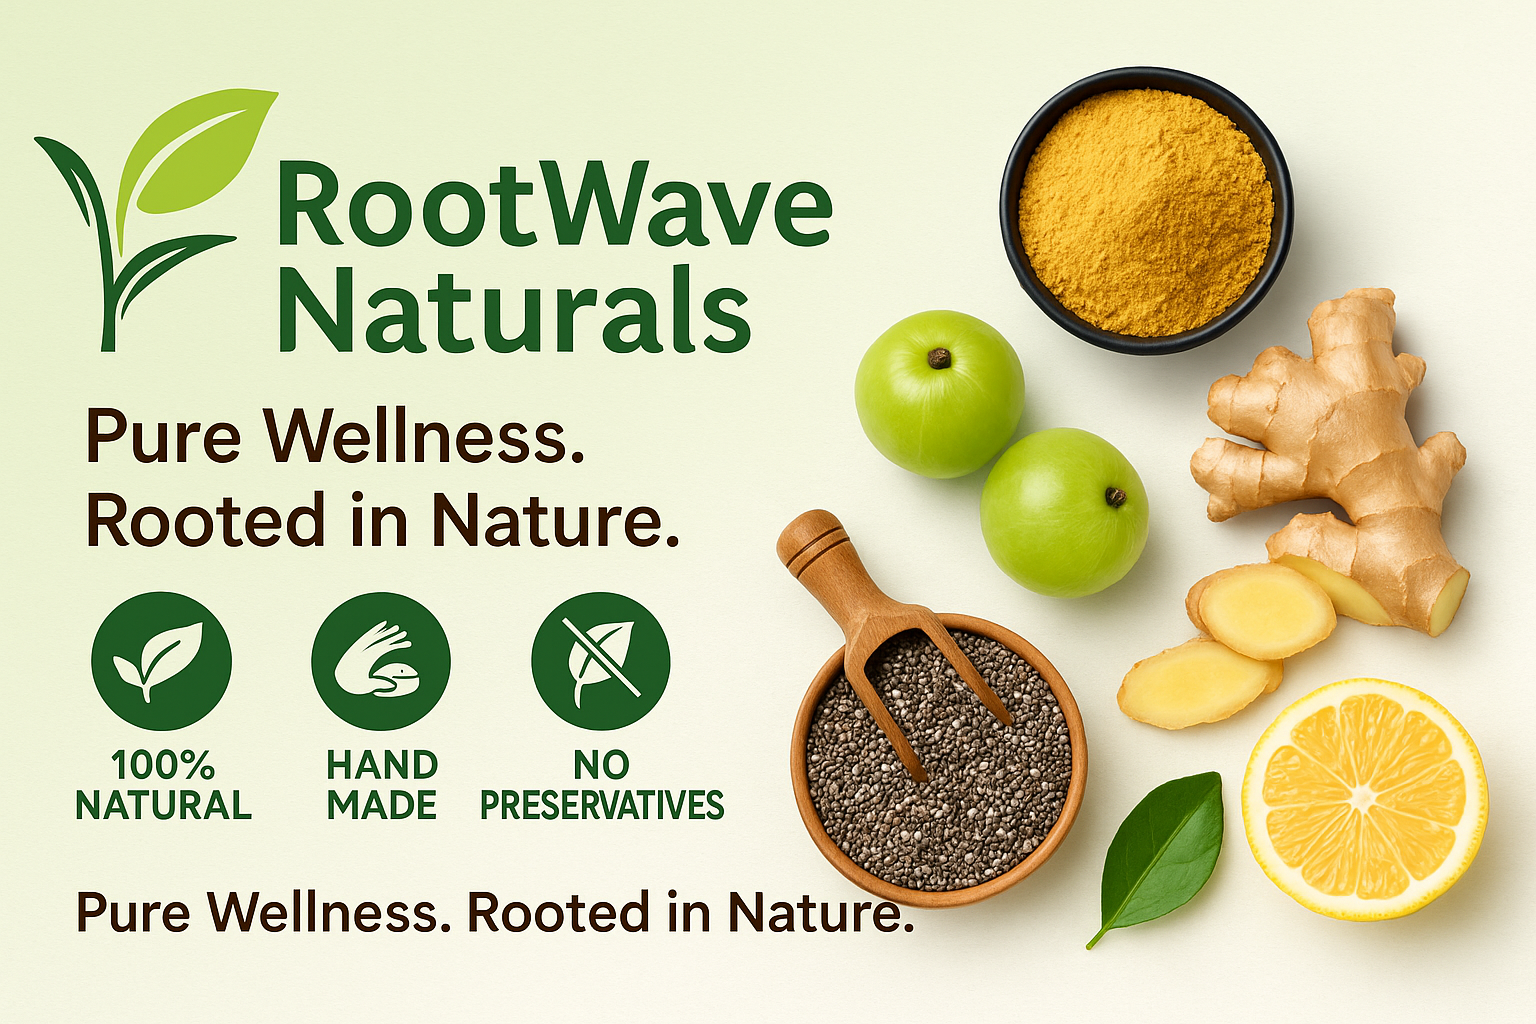 RootWave
Naturals
Pure Wellness.
Rooted in Nature.
100%
NATURAL
HAND
MADE
NO
PRESERVATIVES
Pure Wellness. Rooted in Nature.